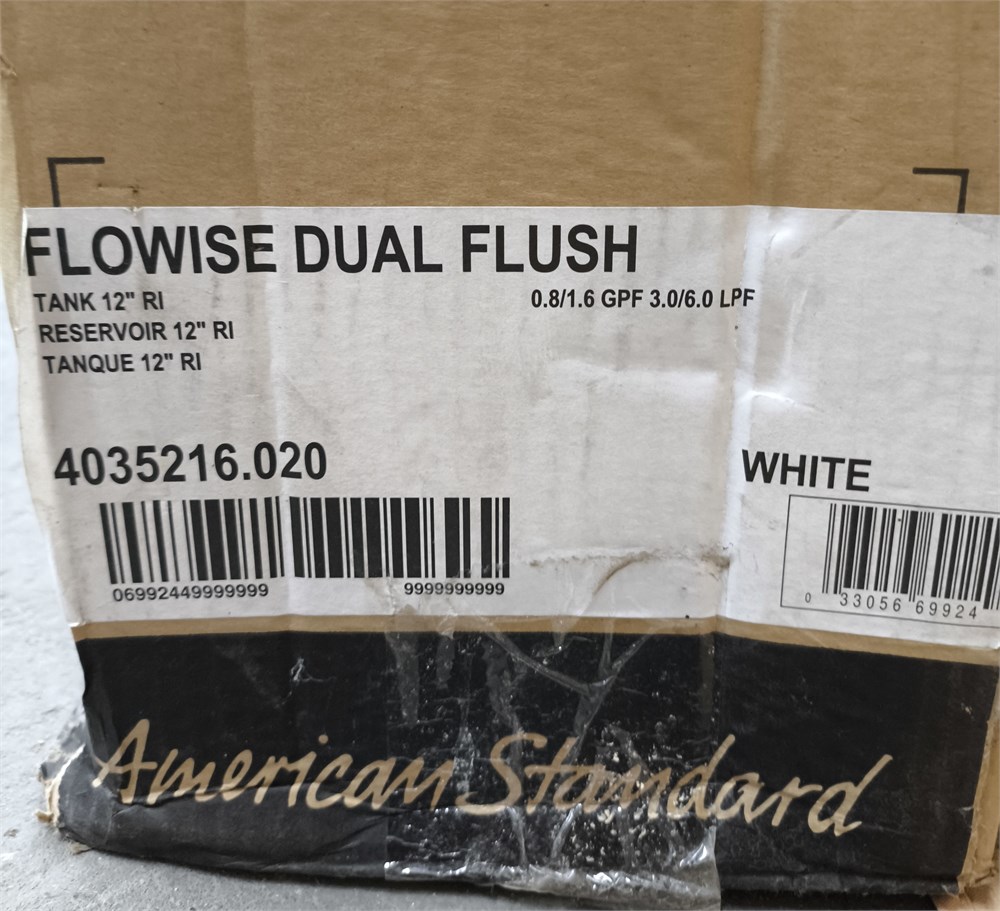 FLOWISE DUAL FLUSH
TANK 12" RI
0.8/1.6 GPF 3.0/6.0 LPF
RESERVOIR 12" RI
TANQUE 12" RI
4035216.020
WHITE
06992449999999 9999999999
0 33056 69924
American Standard